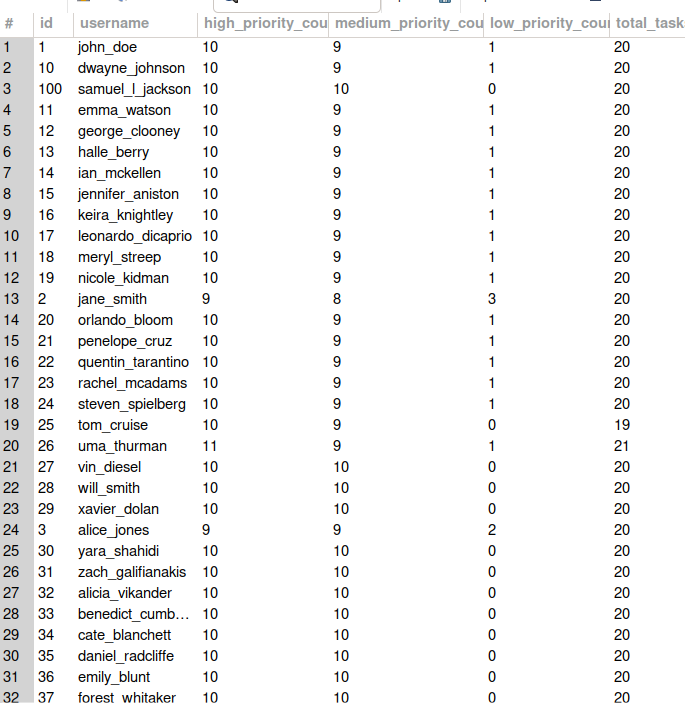 # id username high_priority_cou medium_priority_cou low_priority_cou total_task
1 1 john_doe 10 9 1 20
2 10 dwayne_johnson 10 9 1 20
3 100 samuel_l_jackson 10 10 0 20
4 11 emma_watson 10 9 1 20
5 12 george_clooney 10 9 1 20
6 13 halle_berry 10 9 1 20
7 14 ian_mckellen 10 9 1 20
8 15 jennifer_aniston 10 9 1 20
9 16 keira_knightley 10 9 1 20
10 17 leonardo_dicaprio 10 9 1 20
11 18 meryl_streep 10 9 1 20
12 19 nicole_kidman 10 9 1 20
13 2 jane_smith 9 8 3 20
14 20 orlando_bloom 10 9 1 20
15 21 penelope_cruz 10 9 1 20
16 22 quentin_tarantino 10 9 1 20
17 23 rachel_mcadams 10 9 1 20
18 24 steven_spielberg 10 9 1 20
19 25 tom_cruise 10 9 0 19
20 26 uma_thurman 11 9 1 21
21 27 vin_diesel 10 10 0 20
22 28 will_smith 10 10 0 20
23 29 xavier_dolan 10 10 0 20
24 3 alice_jones 9 9 2 20
25 30 yara_shahidi 10 10 0 20
26 31 zach_galifianakis 10 10 0 20
27 32 alicia_vikander 10 10 0 20
28 33 benedict_cumb... 10 10 0 20
29 34 cate_blanchett 10 10 0 20
30 35 daniel_radcliffe 10 10 0 20
31 36 emily_blunt 10 10 0 20
32 37 forest_whitaker 10 10 0 20